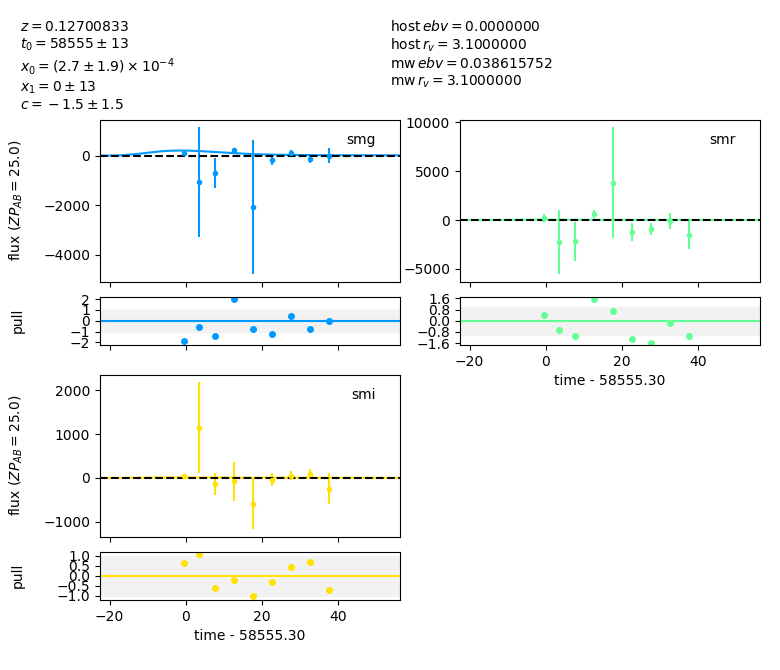 z = 0.12700833
t₀ = 58555 ± 13
x₀ = (2.7 ± 1.9) × 10⁻⁴
x₁ = 0 ± 13
c = −1.5 ± 1.5
host ebv = 0.0000000
host r_v = 3.1000000
mw ebv = 0.038615752
mw r_v = 3.1000000
smg
flux (ZP_AB = 25.0)
0
−2000
−4000
smr
10000
5000
0
−5000
pull
2
1
0
−1
−2
1.6
0.8
0.0
−0.8
−1.6
−20
0
20
40
time - 58555.30
smi
flux (ZP_AB = 25.0)
2000
1000
0
−1000
pull
1.0
0.5
0.0
−0.5
−1.0
−20
0
20
40
time - 58555.30